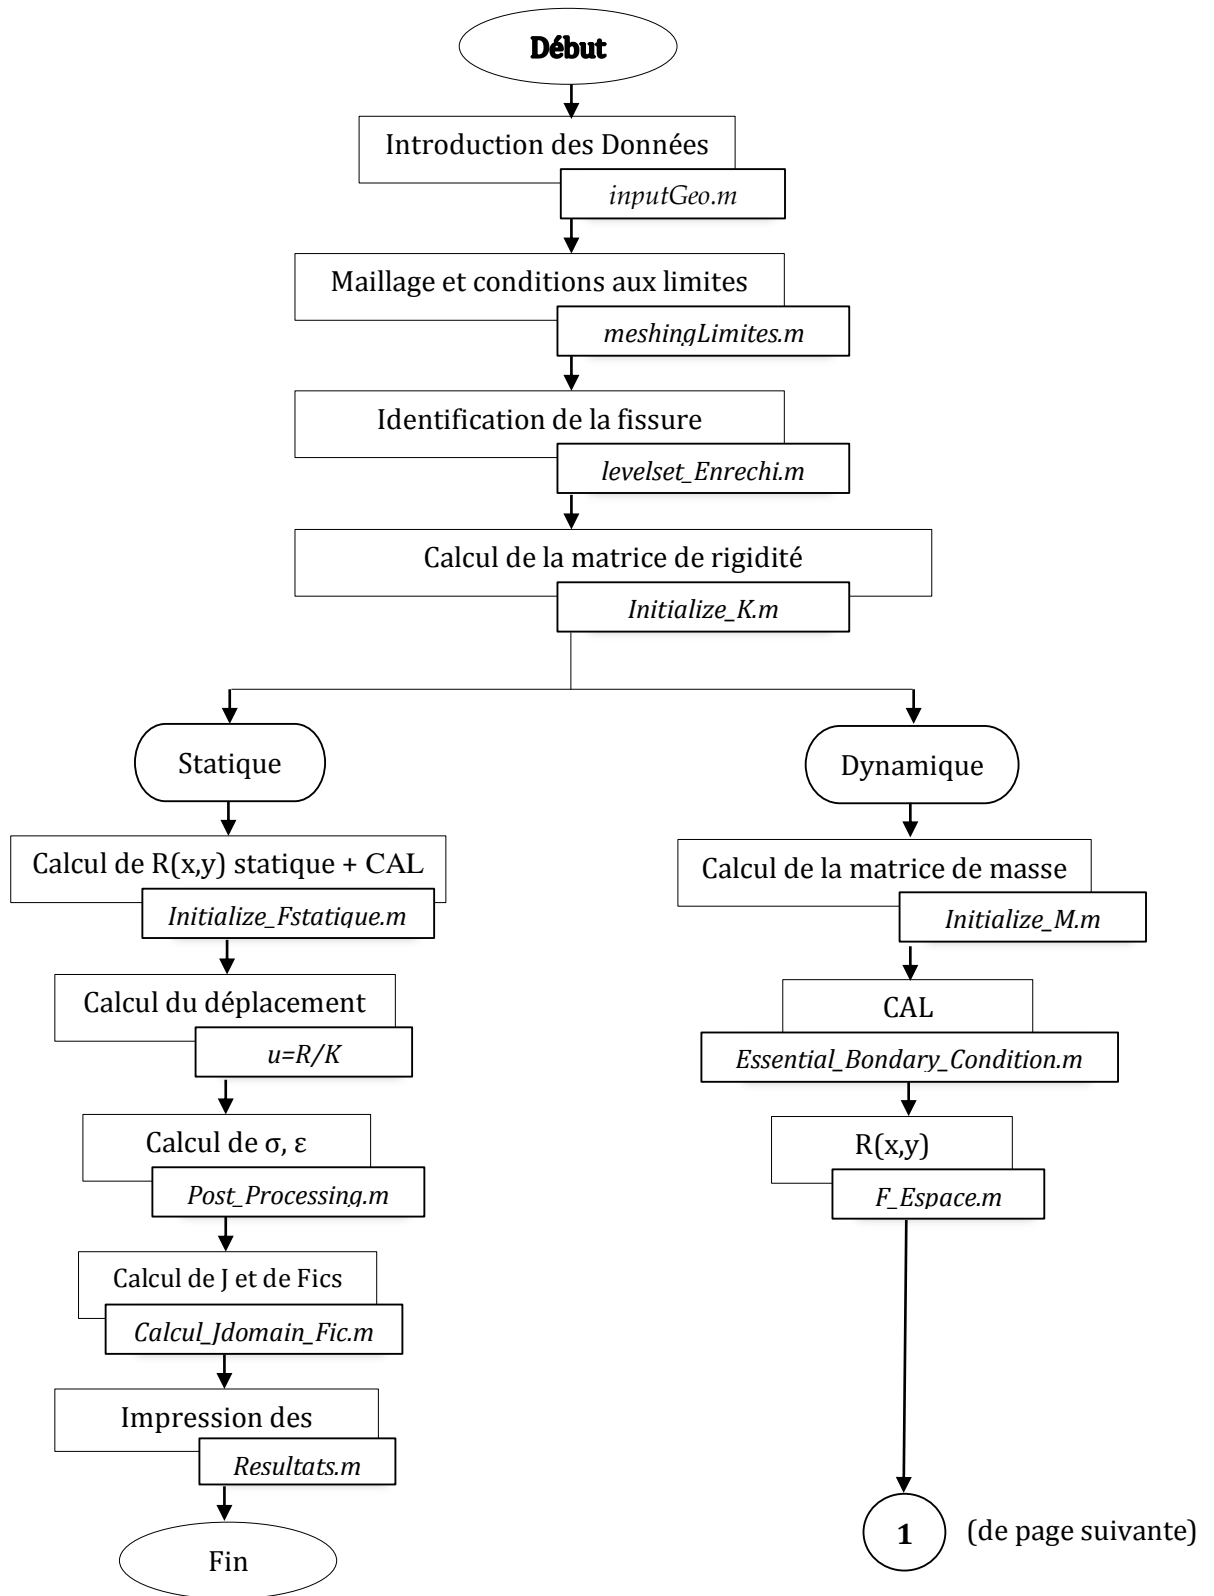 Début
Introduction des Données
inputGeo.m
Maillage et conditions aux limites
meshingLimites.m
Identification de la fissure
levelset_Enrechi.m
Calcul de la matrice de rigidité
Initialize_K.m
Statique
Calcul de R(x,y) statique + CAL
Initialize_Fstatique.m
Calcul du déplacement
u=R/K
Calcul de σ, ε
Post_Processing.m
Calcul de J et de Fics
Calcul_Jdomain_Fic.m
Impression des
Resultats.m
Fin
Dynamique
Calcul de la matrice de masse
Initialize_M.m
CAL
Essential_Bondary_Condition.m
R(x,y)
F_Espace.m
1 (de page suivante)